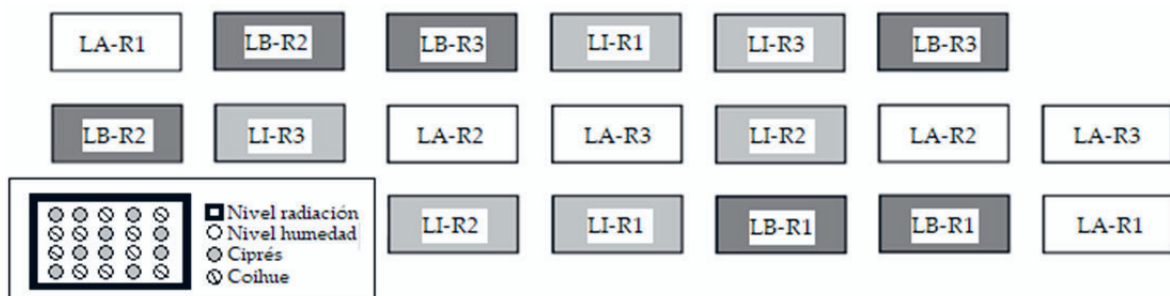 LA-R1 LB-R2 LB-R3 LI-R1 LI-R3 LB-R3
LB-R2 LI-R3 LA-R2 LA-R3 LI-R2 LA-R2 LA-R3
LI-R2 LI-R1 LB-R1 LB-R1 LA-R1
Nivel radiación
Nivel humedad
Ciprés
Coihue